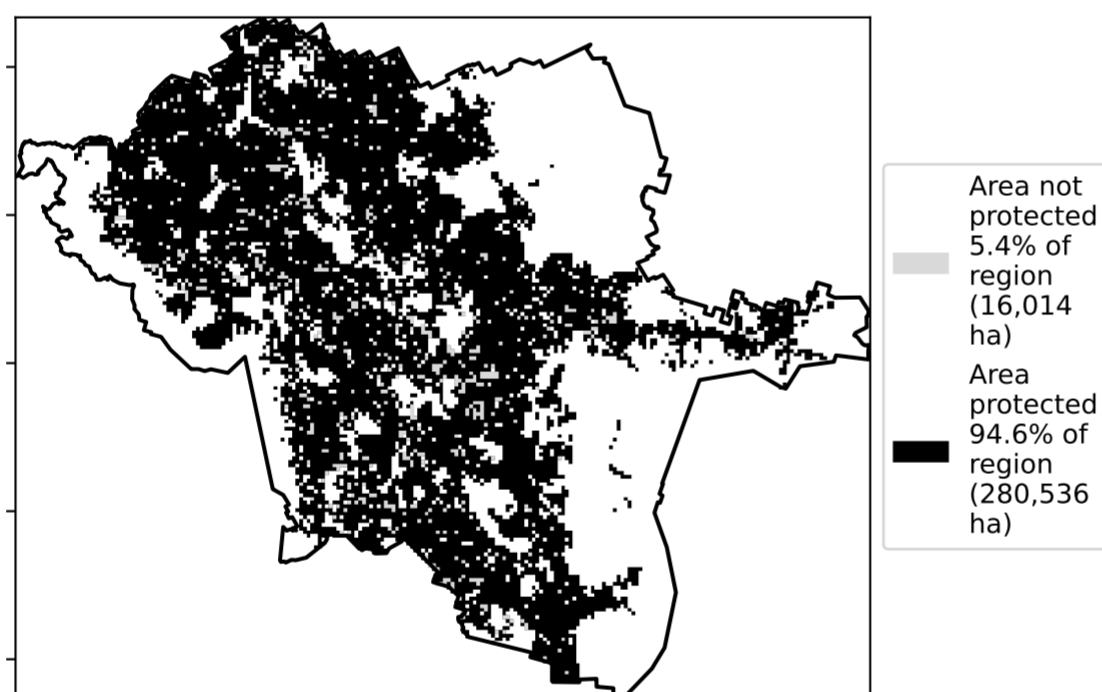 Area not
protected
5.4% of
region
(16,014
ha)
Area
protected
94.6% of
region
(280,536
ha)